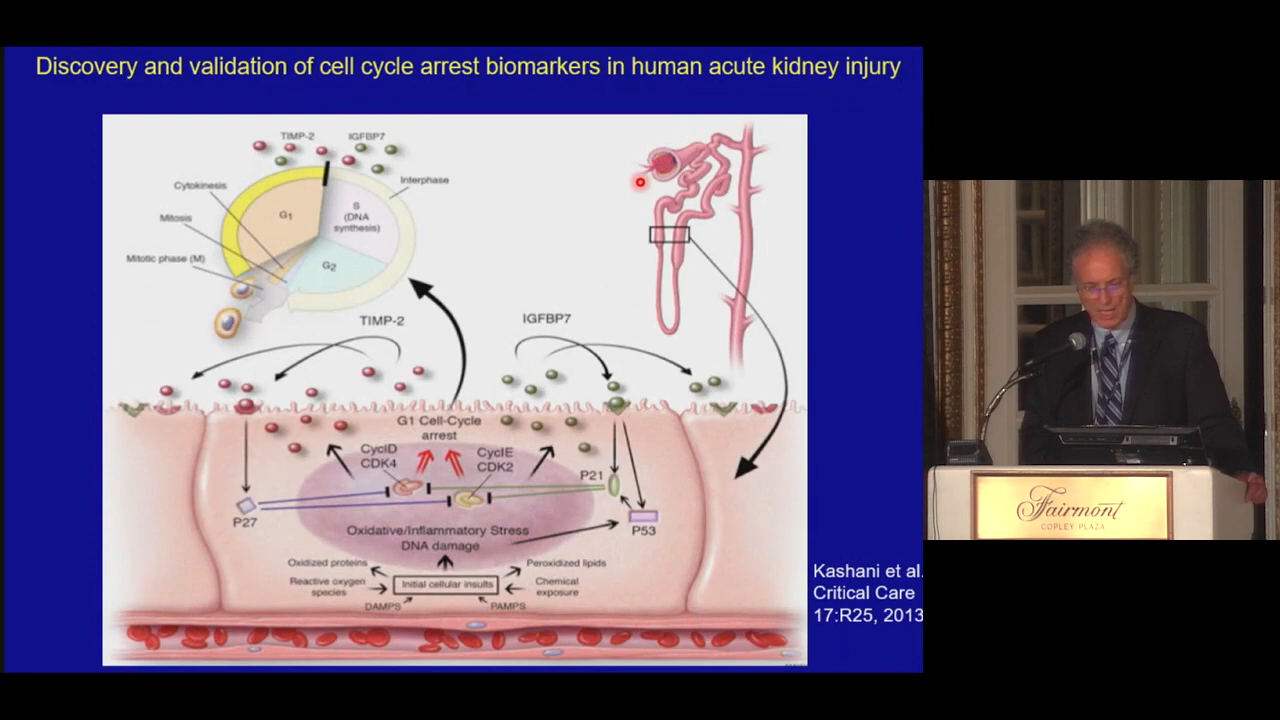 Discovery and validation of cell cycle arrest biomarkers in human acute kidney injury
TIMP-2
IGFBP7
Cytokinesis
Interphase
Mitosis
G1
S
(DNA
synthesis)
Mitotic phase (M)
G2
TIMP-2
IGFBP7
G1 Cell-Cycle
arrest
CyclD
CDK4
CyclE
CDK2
P21
P27
P53
Oxidative/Inflammatory Stress
DNA damage
Oxidized proteins
Peroxidized lipids
Reactive oxygen
species
Initial cellular insults
Chemical
exposure
DAMPS
PAMPS
Kashani et al.
Critical Care
17:R25, 2013
Fairmont
COPLEY PLAZA